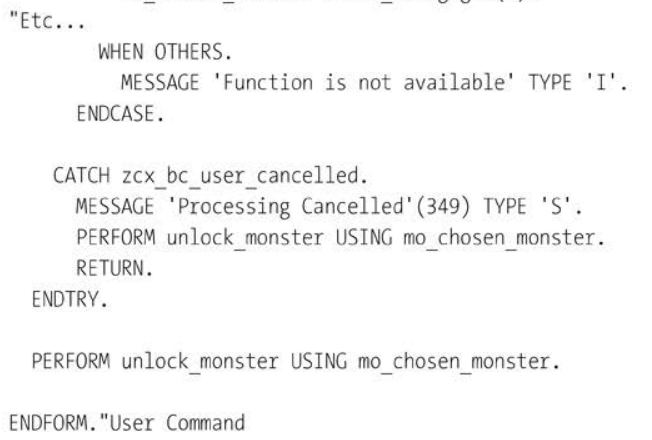 "Etc...
WHEN OTHERS.
MESSAGE 'Function is not available' TYPE 'I'.
ENDCASE.
CATCH zcx_bc_user_cancelled.
MESSAGE 'Processing Cancelled'(349) TYPE 'S'.
PERFORM unlock_monster USING mo_chosen_monster.
RETURN.
ENDTRY.
PERFORM unlock_monster USING mo_chosen_monster.
ENDFORM."User Command